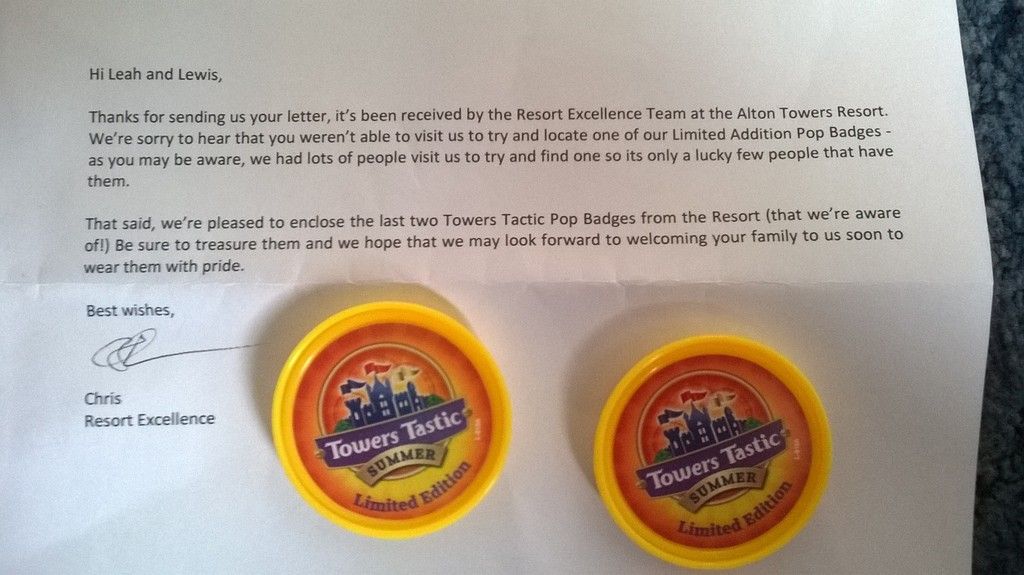 Hi Leah and Lewis,
Thanks for sending us your letter, it's been received by the Resort Excellence Team at the Alton Towers Resort.
We're sorry to hear that you weren't able to visit us to try and locate one of our Limited Addition Pop Badges -
as you may be aware, we had lots of people visit us to try and find one so its only a lucky few people that have
them.
That said, we're pleased to enclose the last two Towers Tactic Pop Badges from the Resort (that we're aware
of!) Be sure to treasure them and we hope that we may look forward to welcoming your family to us soon to
wear them with pride.
Best wishes,
Chris
Resort Excellence
Towers Tastic
SUMMER
Limited Edition
Towers Tastic
SUMMER
Limited Edition